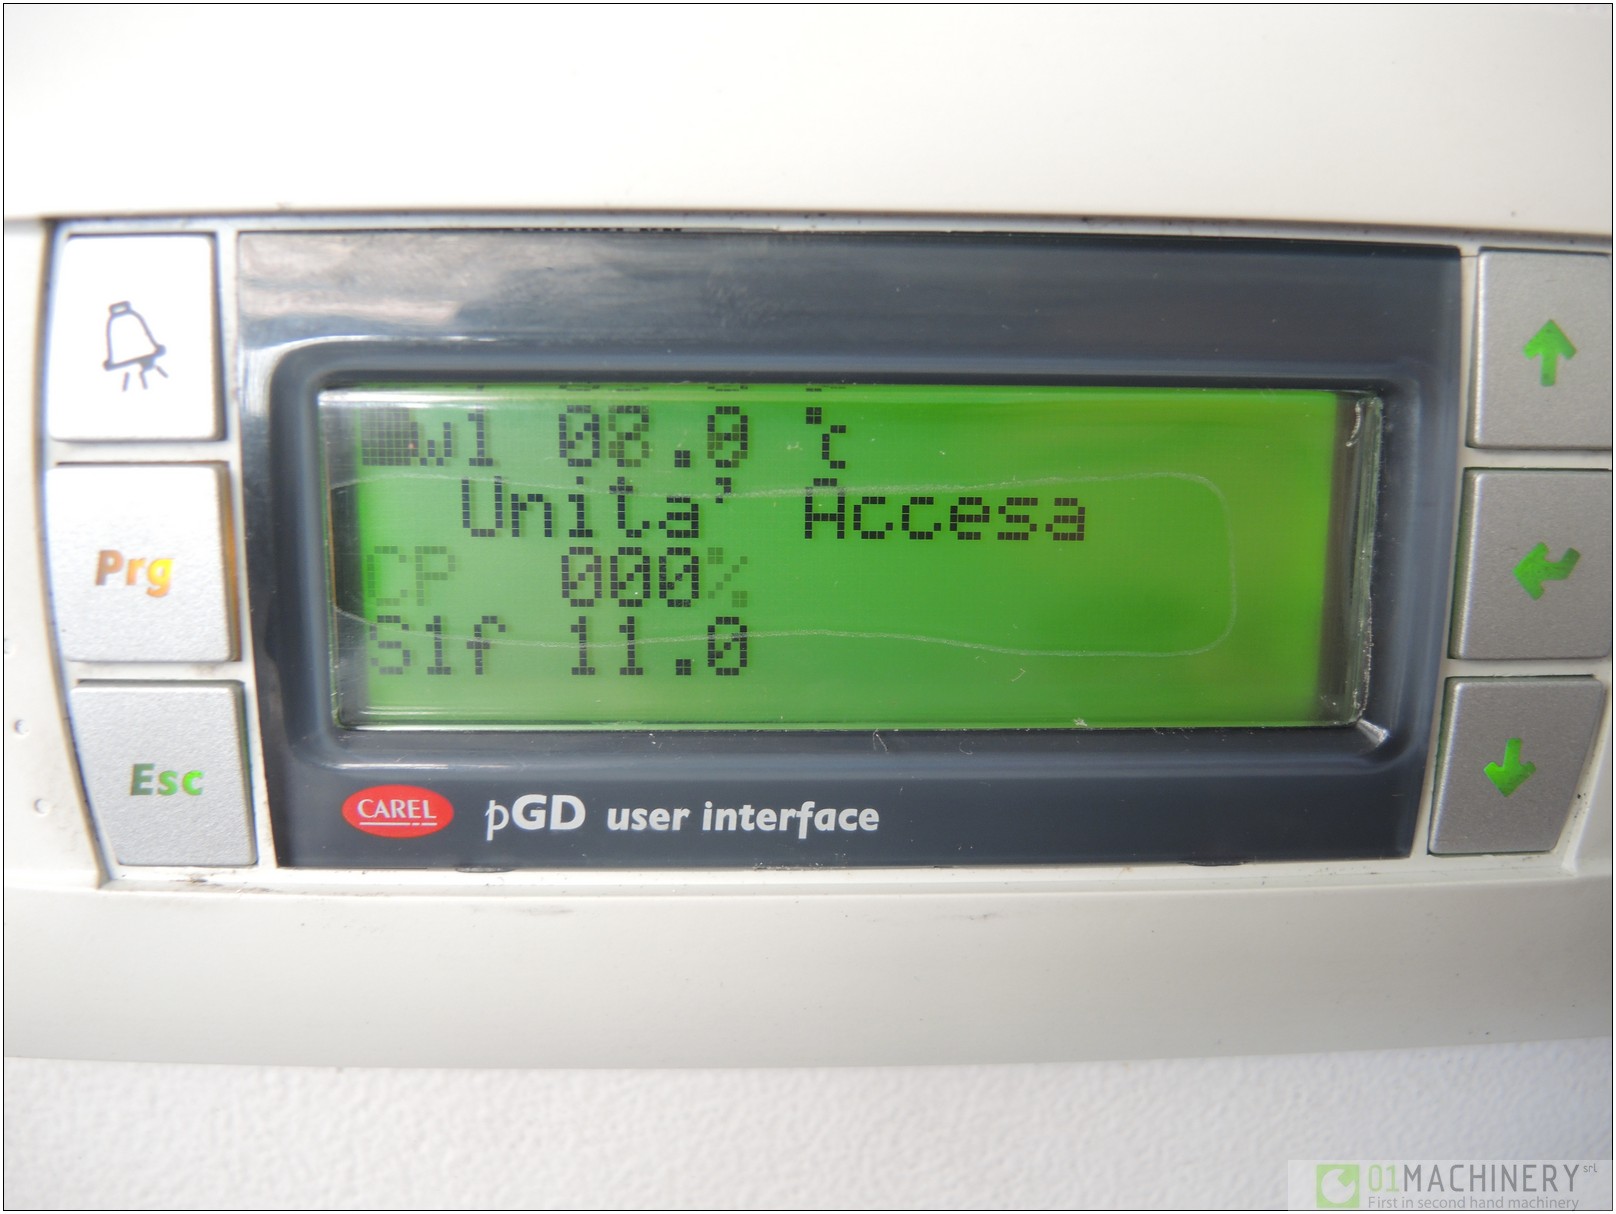 w1 08.0 °C
Unita' Accesa
CP 000%
S1f 11.0
Prg
Esc
CAREL pGD user interface
01MACHINERY srl
First in second hand machinery